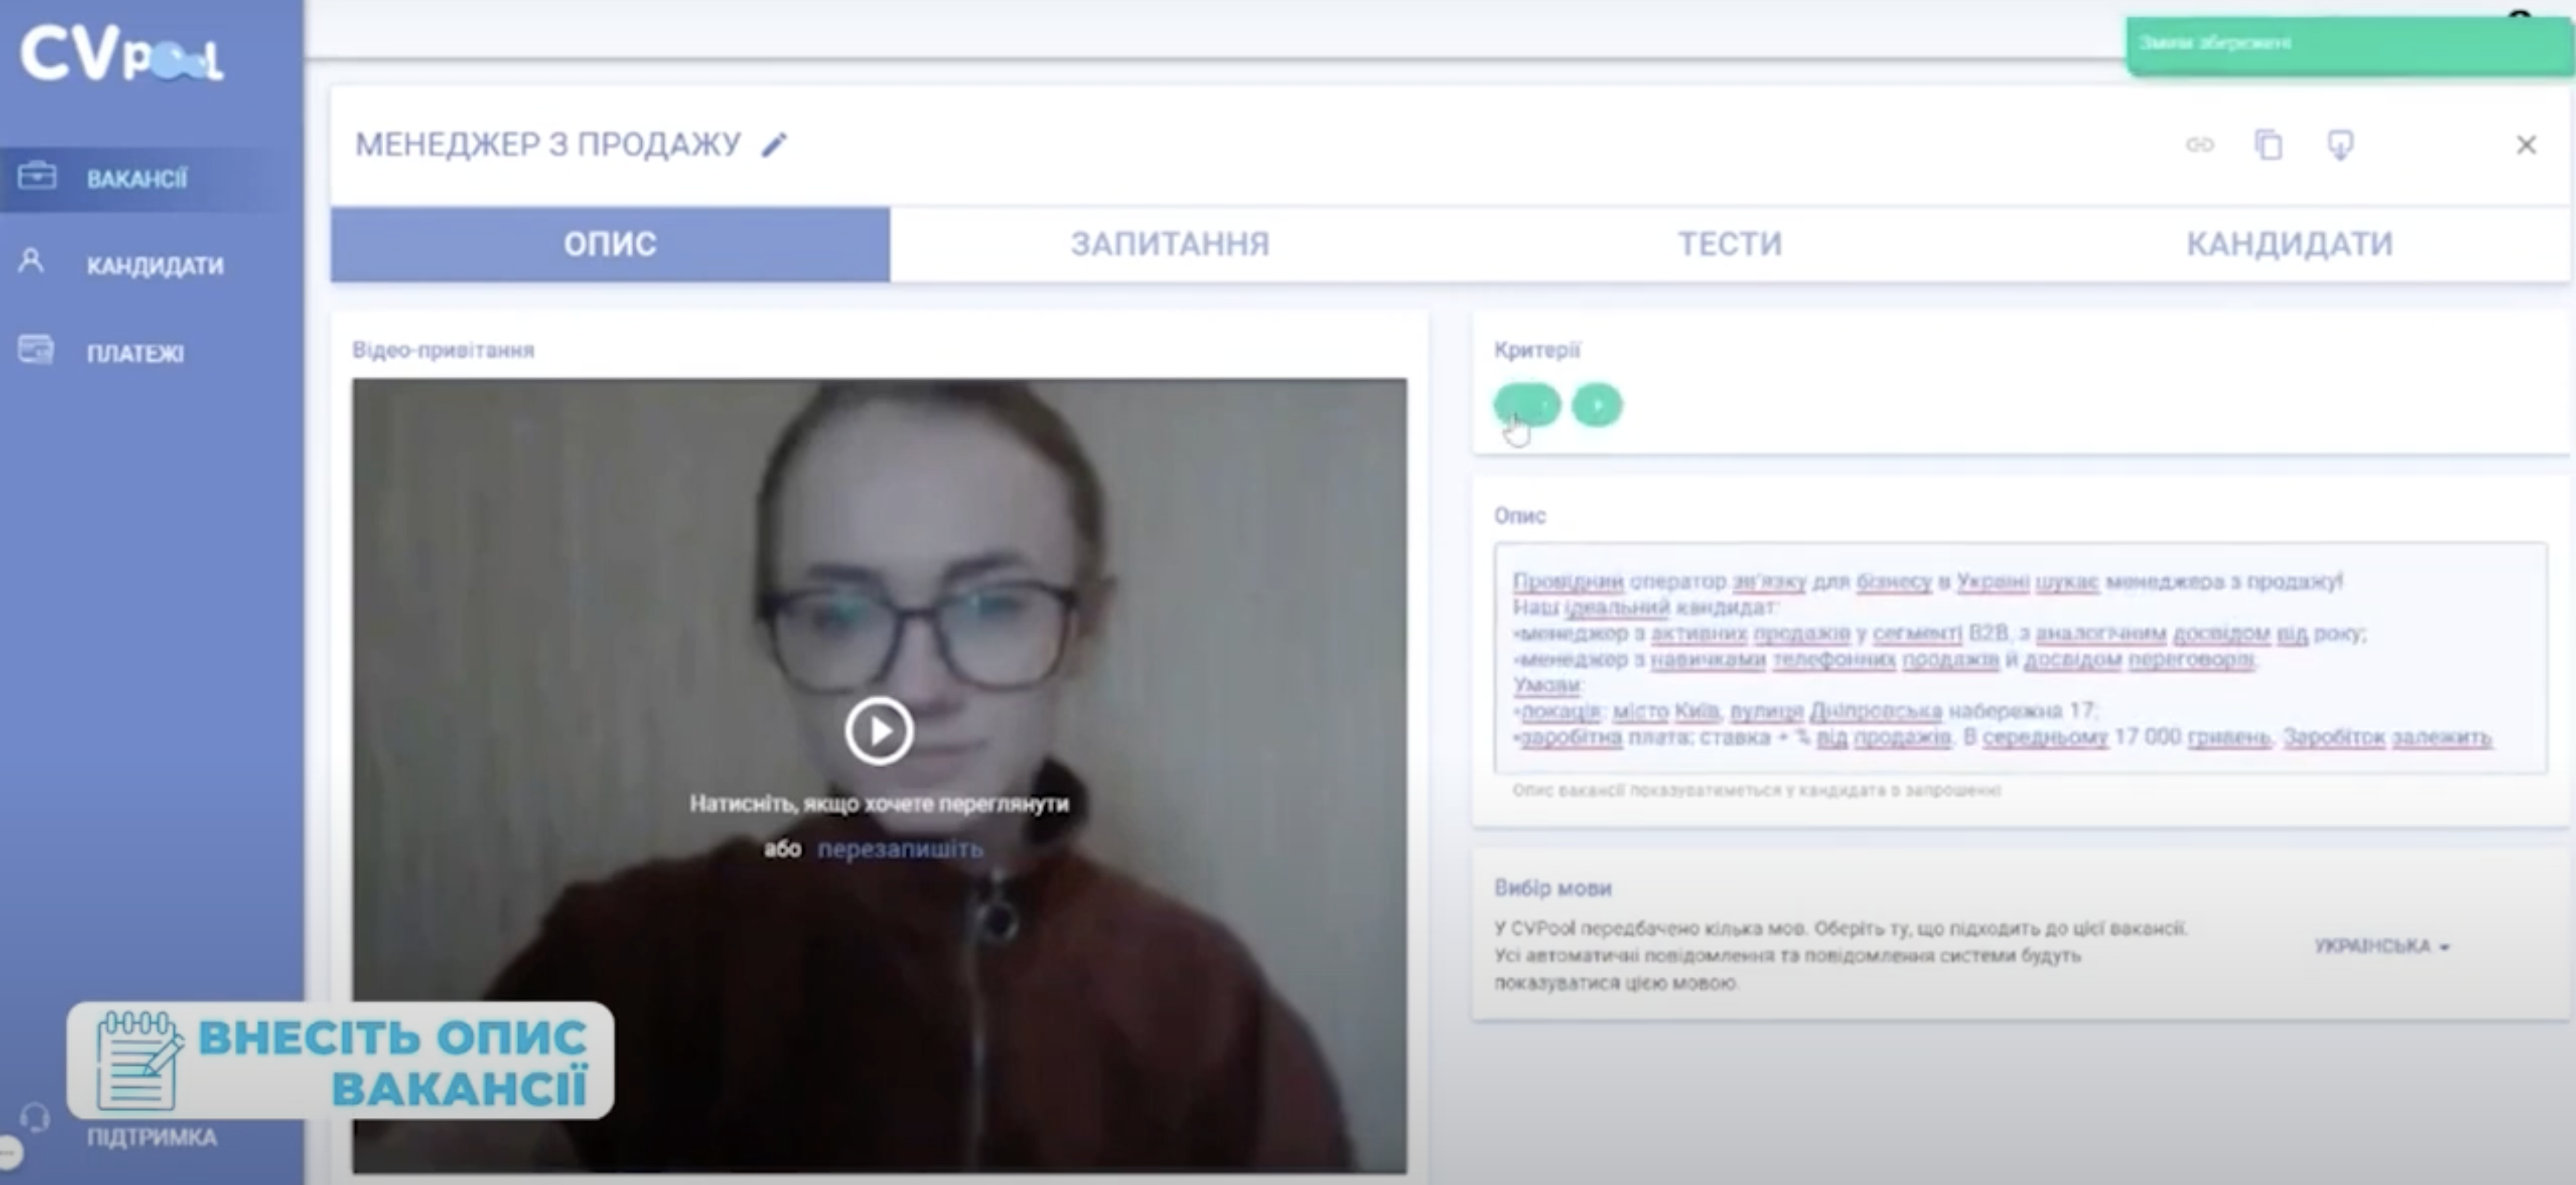 CVpool
Зміни збережені
МЕНЕДЖЕР З ПРОДАЖУ
ВАКАНСІЇ
КАНДИДАТИ
ПЛАТЕЖІ
ОПИС
ЗАПИТАННЯ
ТЕСТИ
КАНДИДАТИ
Відео-привітання
Натисніть, якщо хочете переглянути
або перезапишіть
Критерії
Опис
Провідний оператор зв'язку для бізнесу в Україні шукає менеджера з продажу!
Наш ідеальний кандидат:
•менеджер з активних продажів у сегменті B2B, з аналогічним досвідом від року;
•менеджер з навичками телефонних продажів й досвідом переговорів.
Умови:
•локація: місто Київ, вулиця Дніпровська набережна 17;
•заробітна плата: ставка + % від продажів. В середньому 17 000 гривень. Заробіток залежить
Опис вакансії показуватиметься у кандидата в запрошенні
Вибір мови
У CVPool передбачено кілька мов. Оберіть ту, що підходить до цієї вакансії.
Усі автоматичні повідомлення та повідомлення системи будуть
показуватися цією мовою.
УКРАЇНСЬКА
ВНЕСІТЬ ОПИС
ВАКАНСІЇ
ПІДТРИМКА